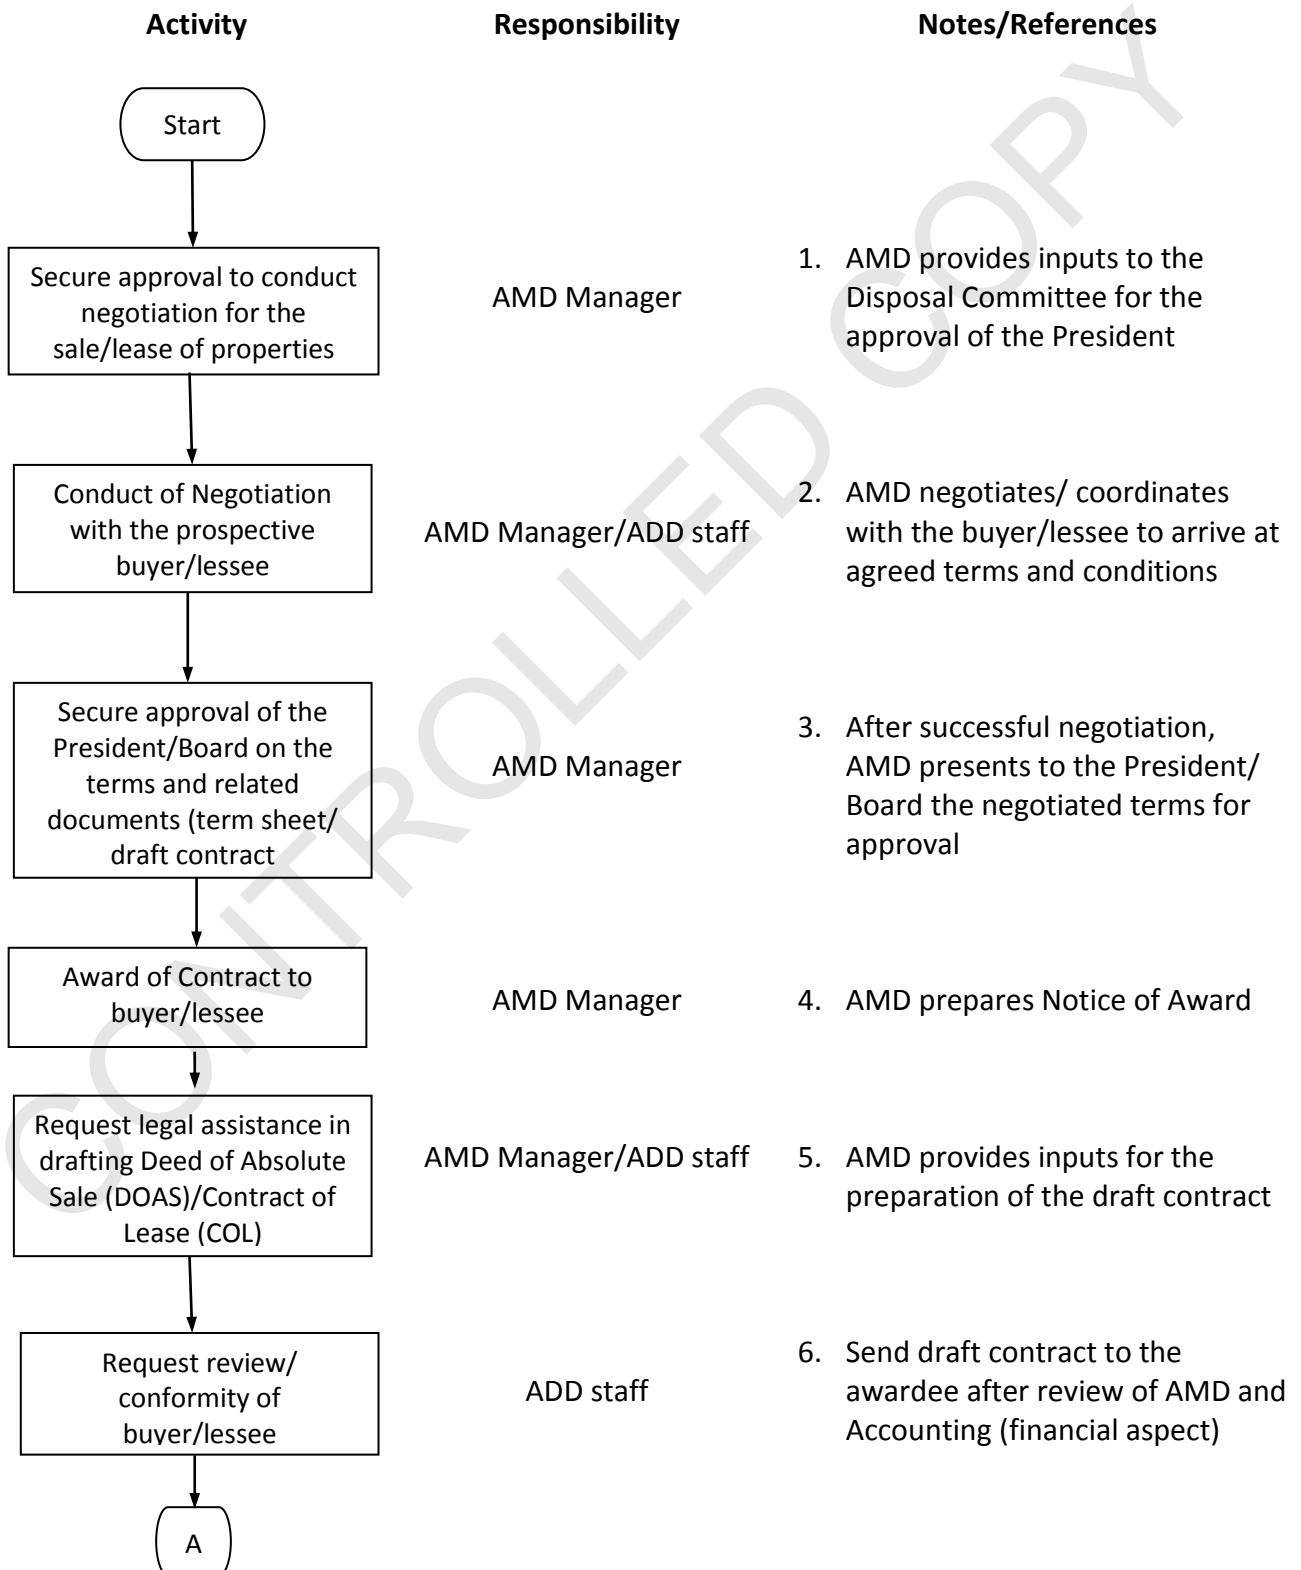 Activity Responsibility Notes/References
Start
Secure approval to conduct
negotiation for the
sale/lease of properties
AMD Manager
1. AMD provides inputs to the
Disposal Committee for the
approval of the President
Conduct of Negotiation
with the prospective
buyer/lessee
AMD Manager/ADD staff
2. AMD negotiates/ coordinates
with the buyer/lessee to arrive at
agreed terms and conditions
Secure approval of the
President/Board on the
terms and related
documents (term sheet/
draft contract
AMD Manager
3. After successful negotiation,
AMD presents to the President/
Board the negotiated terms for
approval
Award of Contract to
buyer/lessee
AMD Manager
4. AMD prepares Notice of Award
Request legal assistance in
drafting Deed of Absolute
Sale (DOAS)/Contract of
Lease (COL)
AMD Manager/ADD staff
5. AMD provides inputs for the
preparation of the draft contract
Request review/
conformity of
buyer/lessee
ADD staff
6. Send draft contract to the
awardee after review of AMD and
Accounting (financial aspect)
A
CONTROLLED COPY